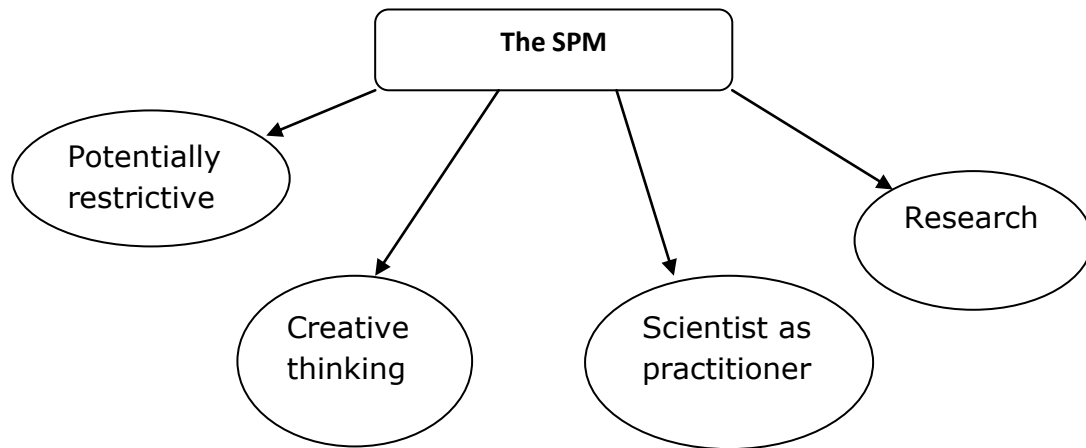 The SPM
Potentially
restrictive
Creative
thinking
Scientist as
practitioner
Research